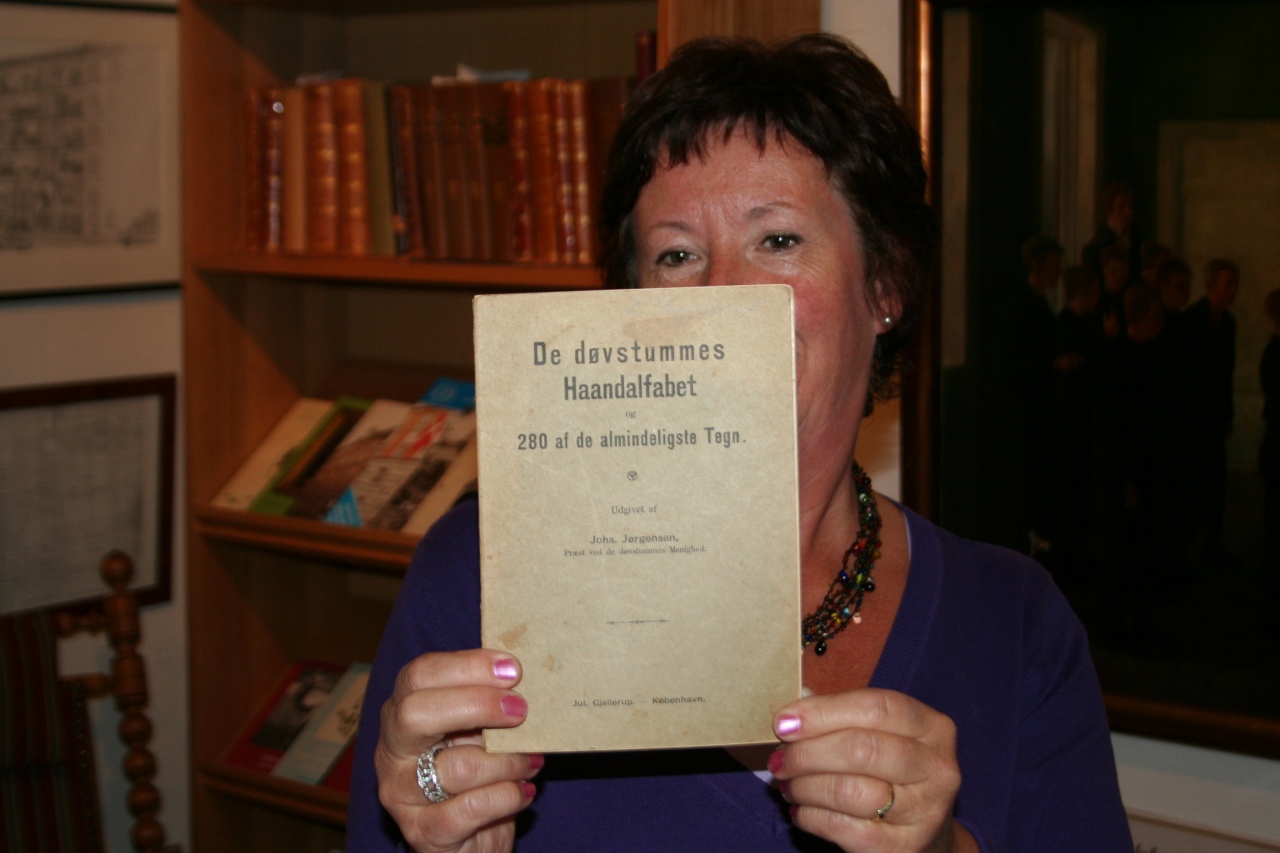 De døvstummes
Haandalfabet
og
280 af de almindeligste Tegn.
Udgivet af
Johs. Jørgensen,
Præst ved de døvstummes Menighed.
Jul. Gjellerup. — København.